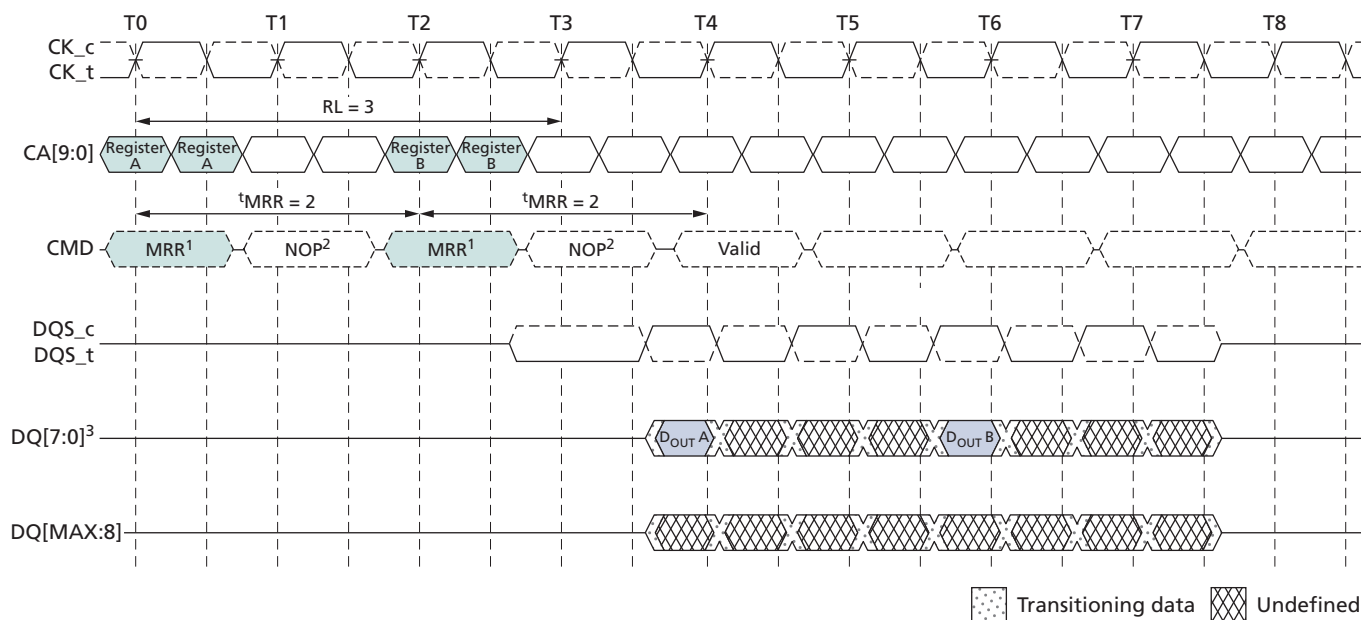 T0 T1 T2 T3 T4 T5 T6 T7 T8
CK_c
CK_t
RL = 3
CA[9:0] Register A Register A Register B Register B
tMRR = 2 tMRR = 2
CMD MRR1 NOP2 MRR1 NOP2 Valid
DQS_c
DQS_t
DQ[7:0]3 DOUT A DOUT B
DQ[MAX:8]
Transitioning data Undefined